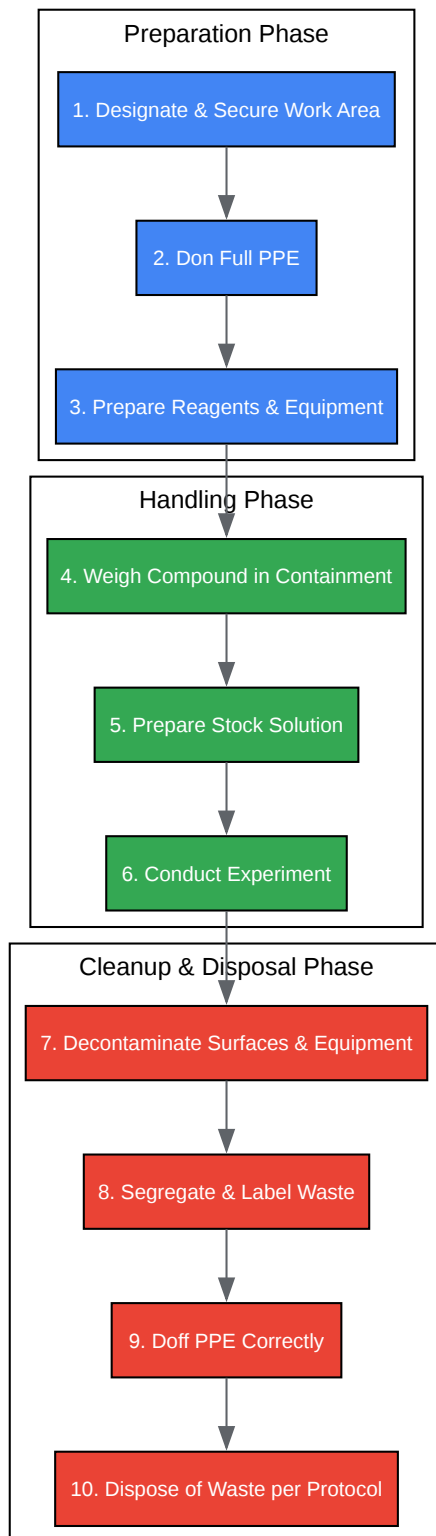 Preparation Phase
1. Designate & Secure Work Area
2. Don Full PPE
3. Prepare Reagents & Equipment
Handling Phase
4. Weigh Compound in Containment
5. Prepare Stock Solution
6. Conduct Experiment
Cleanup & Disposal Phase
7. Decontaminate Surfaces & Equipment
8. Segregate & Label Waste
9. Doff PPE Correctly
10. Dispose of Waste per Protocol